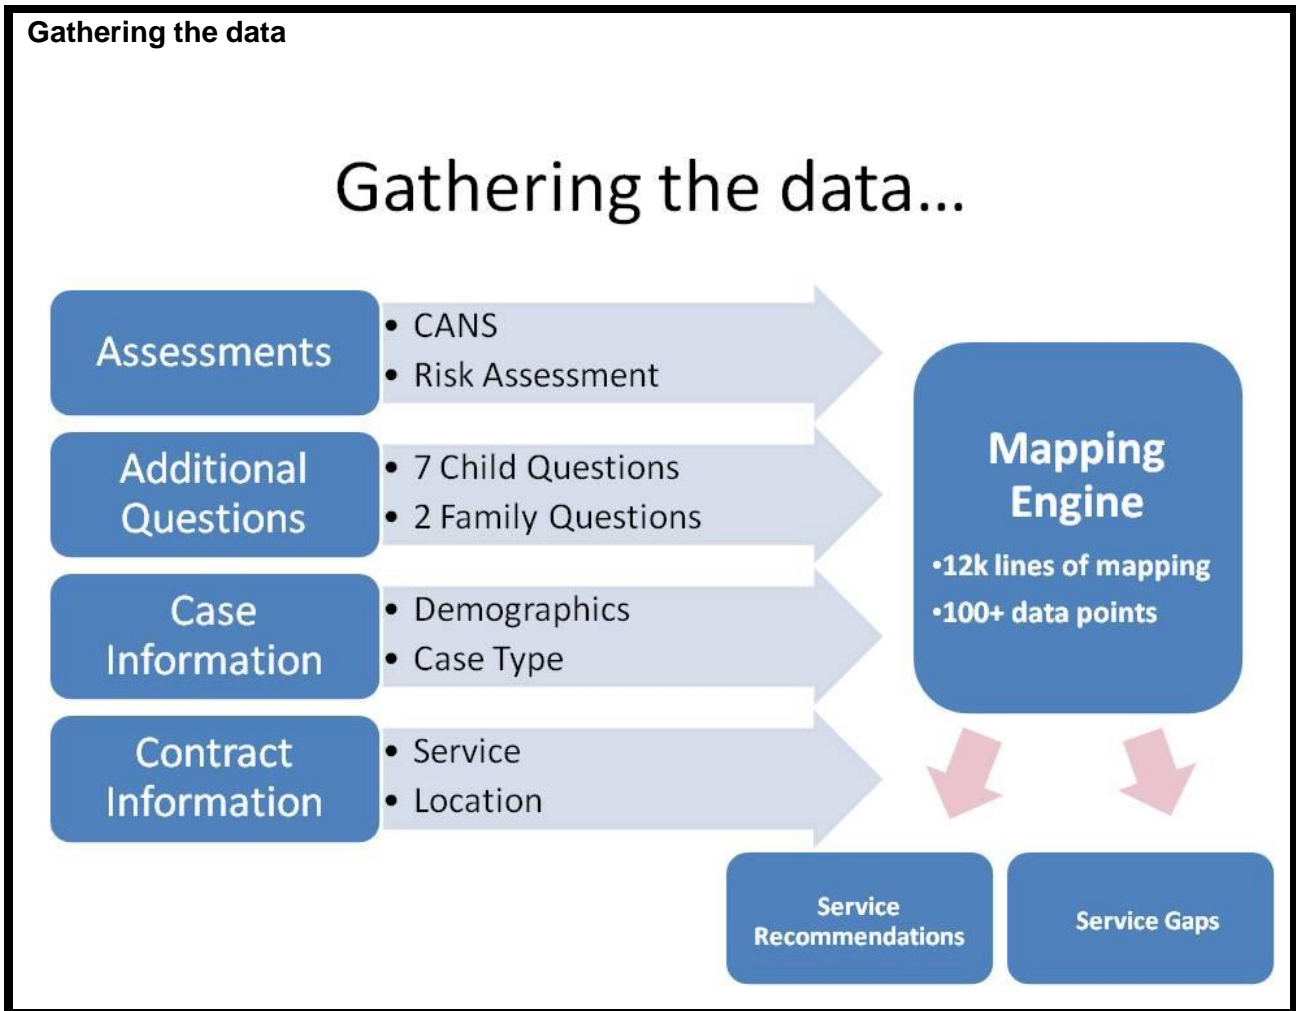 Gathering the data
Gathering the data...
Assessments
• CANS
• Risk Assessment
Additional
Questions
• 7 Child Questions
• 2 Family Questions
Case
Information
• Demographics
• Case Type
Contract
Information
• Service
• Location
Mapping
Engine
•12k lines of mapping
•100+ data points
Service
Recommendations
Service Gaps